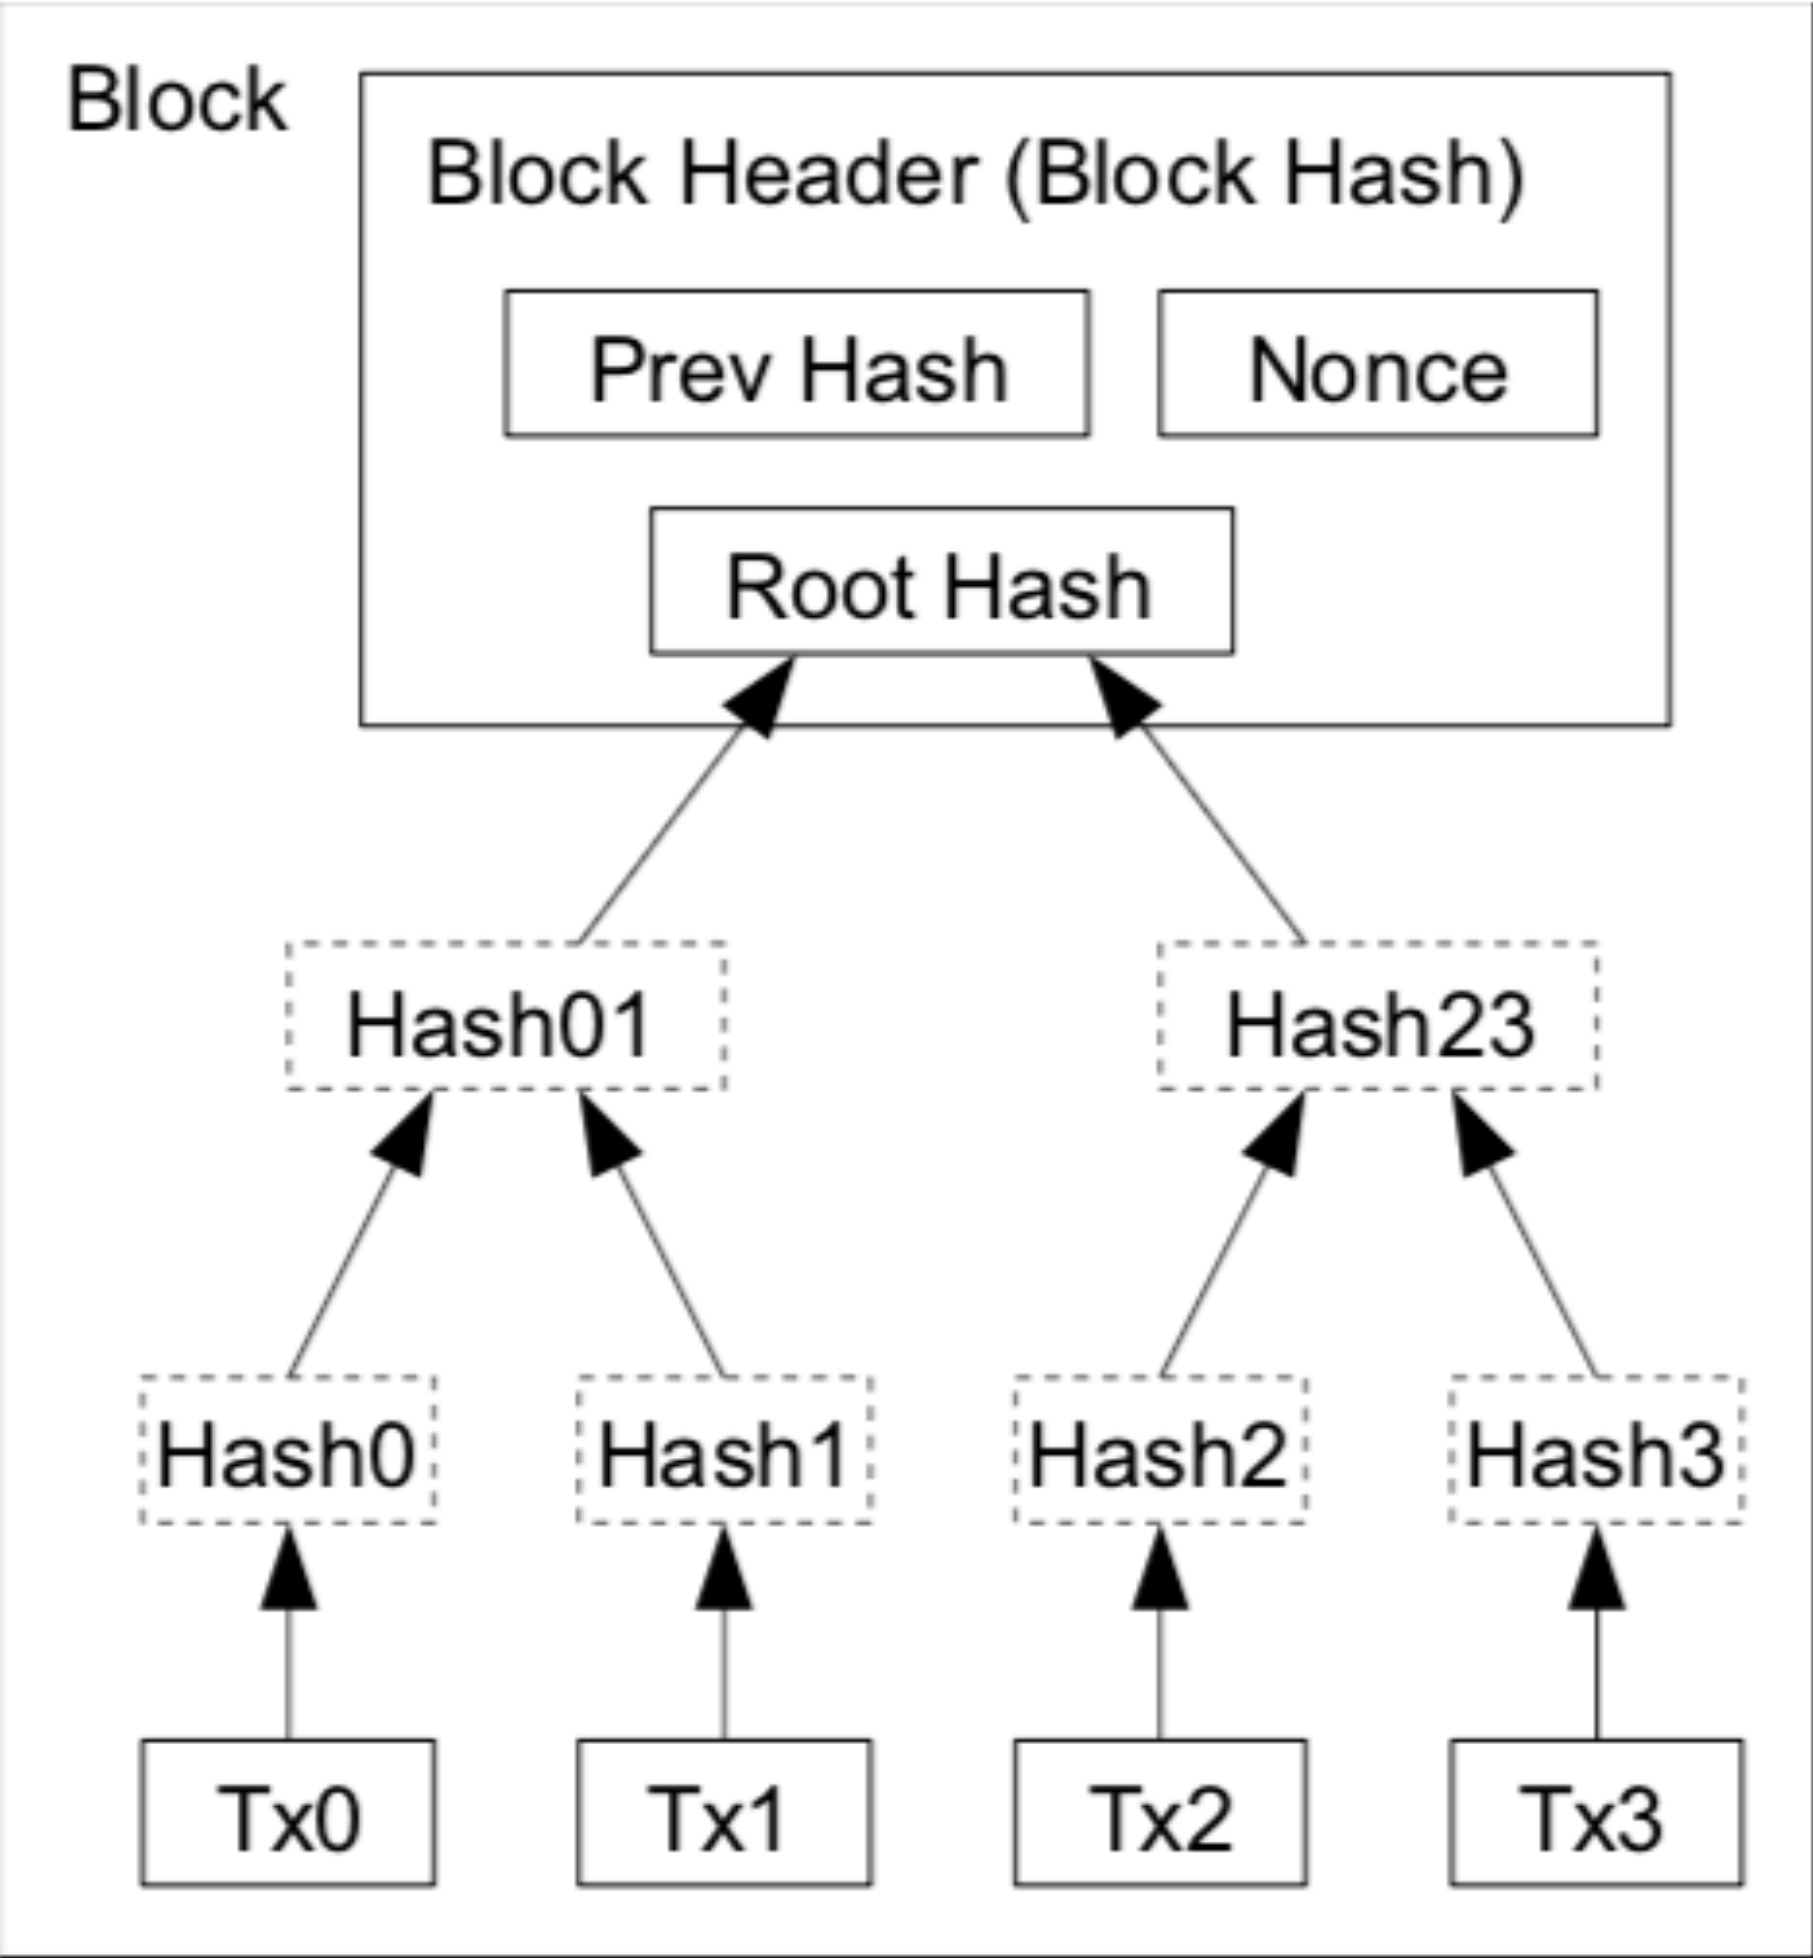 Block
Block Header (Block Hash)
Prev Hash
Nonce
Root Hash
Hash01
Hash23
Hash0
Hash1
Hash2
Hash3
Tx0
Tx1
Tx2
Tx3